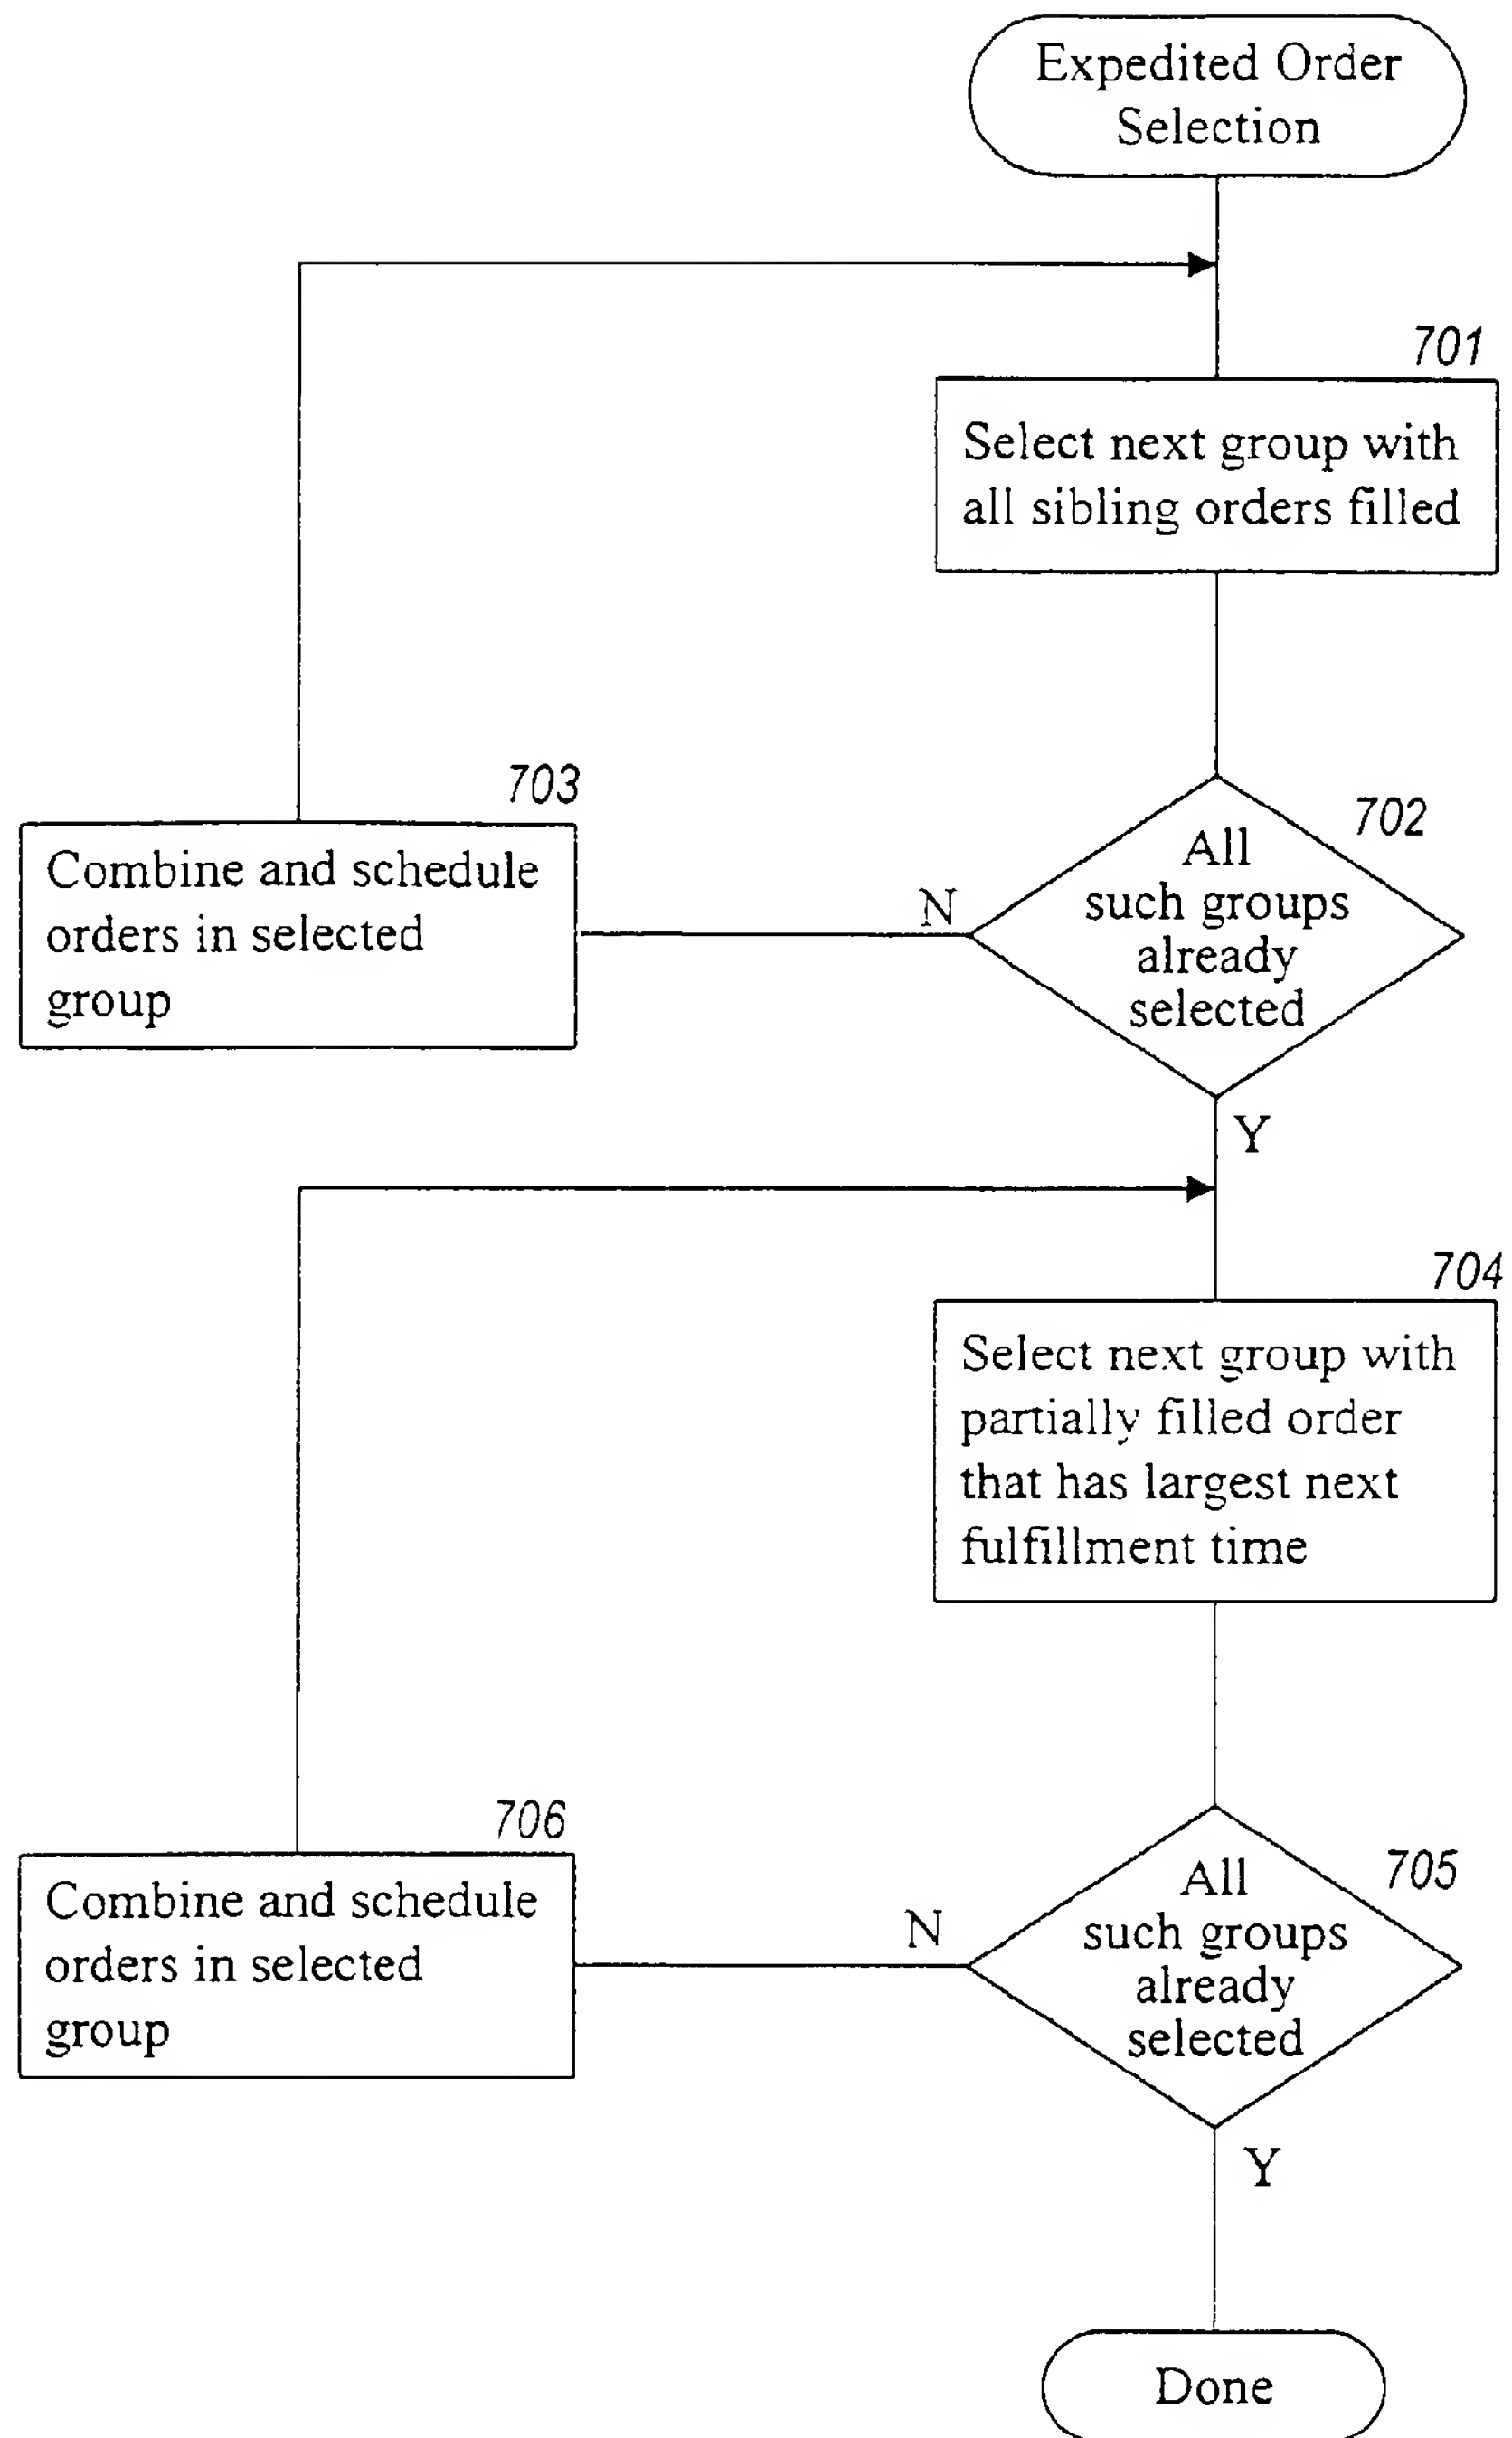 Expedited Order
Selection
701
Select next group with
all sibling orders filled
702
All
such groups
already
selected
N
Y
703
Combine and schedule
orders in selected
group
704
Select next group with
partially filled order
that has largest next
fulfillment time
705
All
such groups
already
selected
N
Y
706
Combine and schedule
orders in selected
group
Done